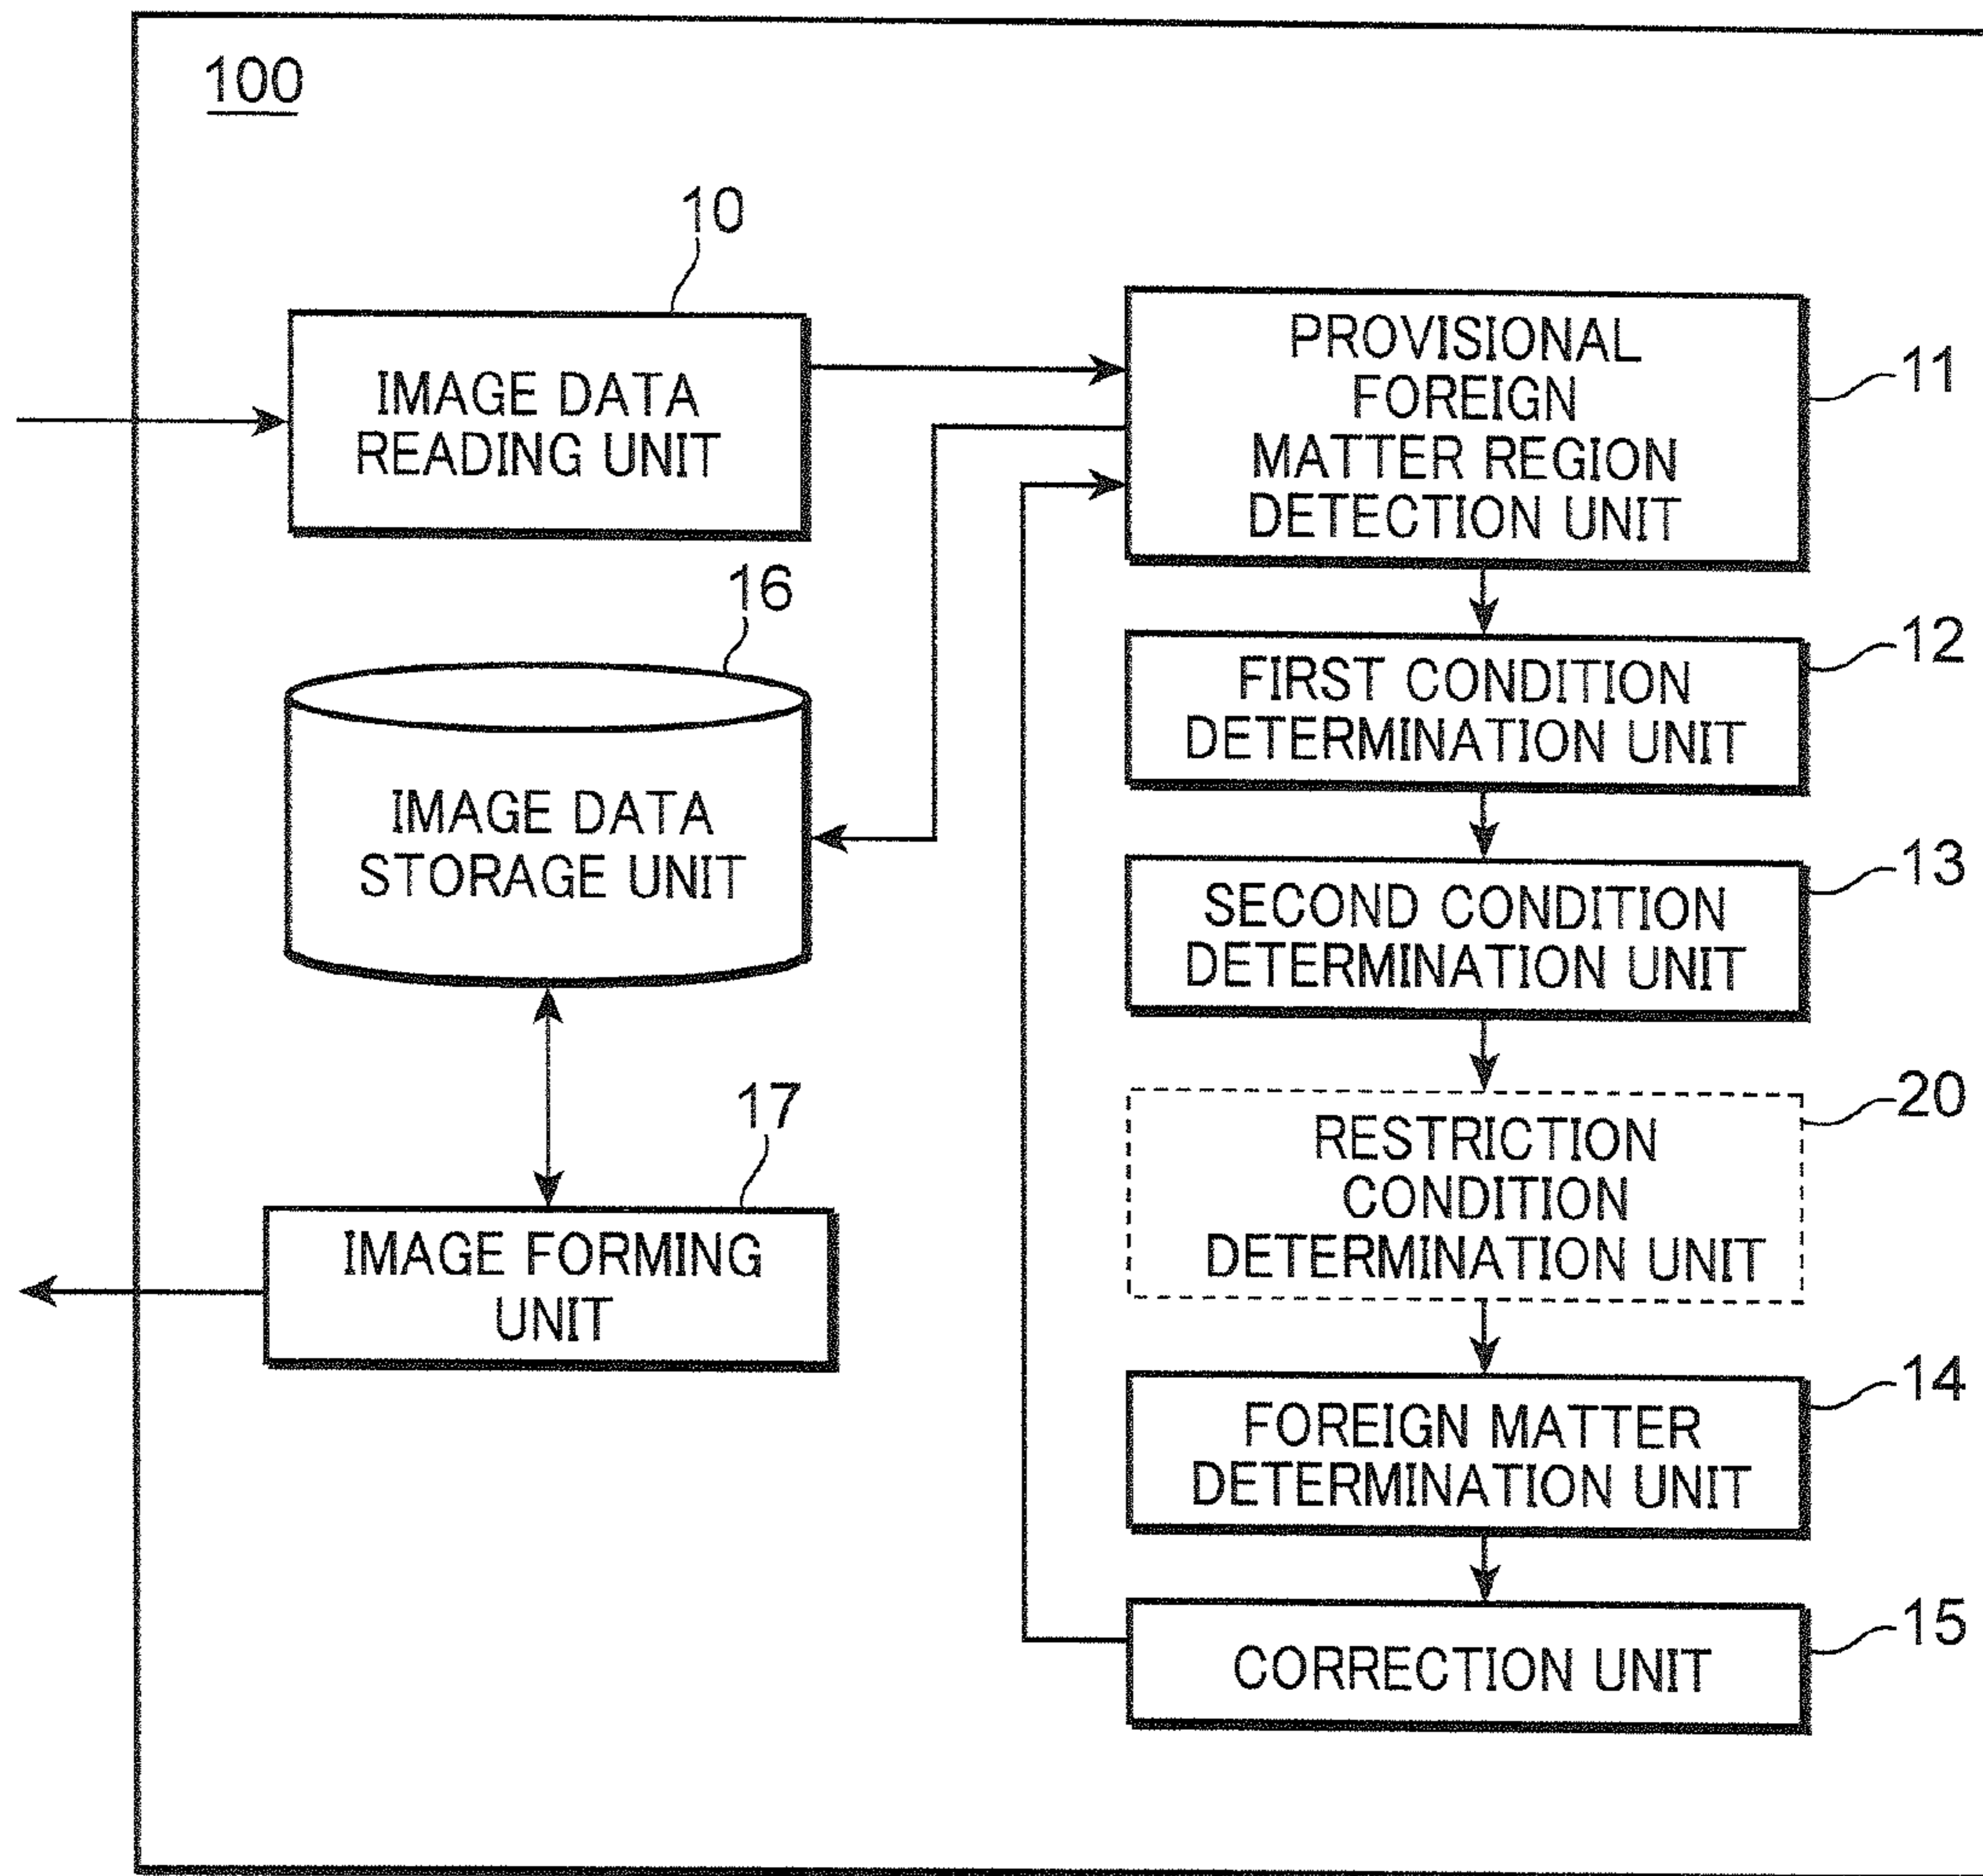 100
10
IMAGE DATA
READING UNIT
PROVISIONAL
FOREIGN
MATTER REGION
DETECTION UNIT
11
16
IMAGE DATA
STORAGE UNIT
FIRST CONDITION
DETERMINATION UNIT
12
SECOND CONDITION
DETERMINATION UNIT
13
17
IMAGE FORMING
UNIT
RESTRICTION
CONDITION
DETERMINATION UNIT
20
FOREIGN MATTER
DETERMINATION UNIT
14
CORRECTION UNIT
15